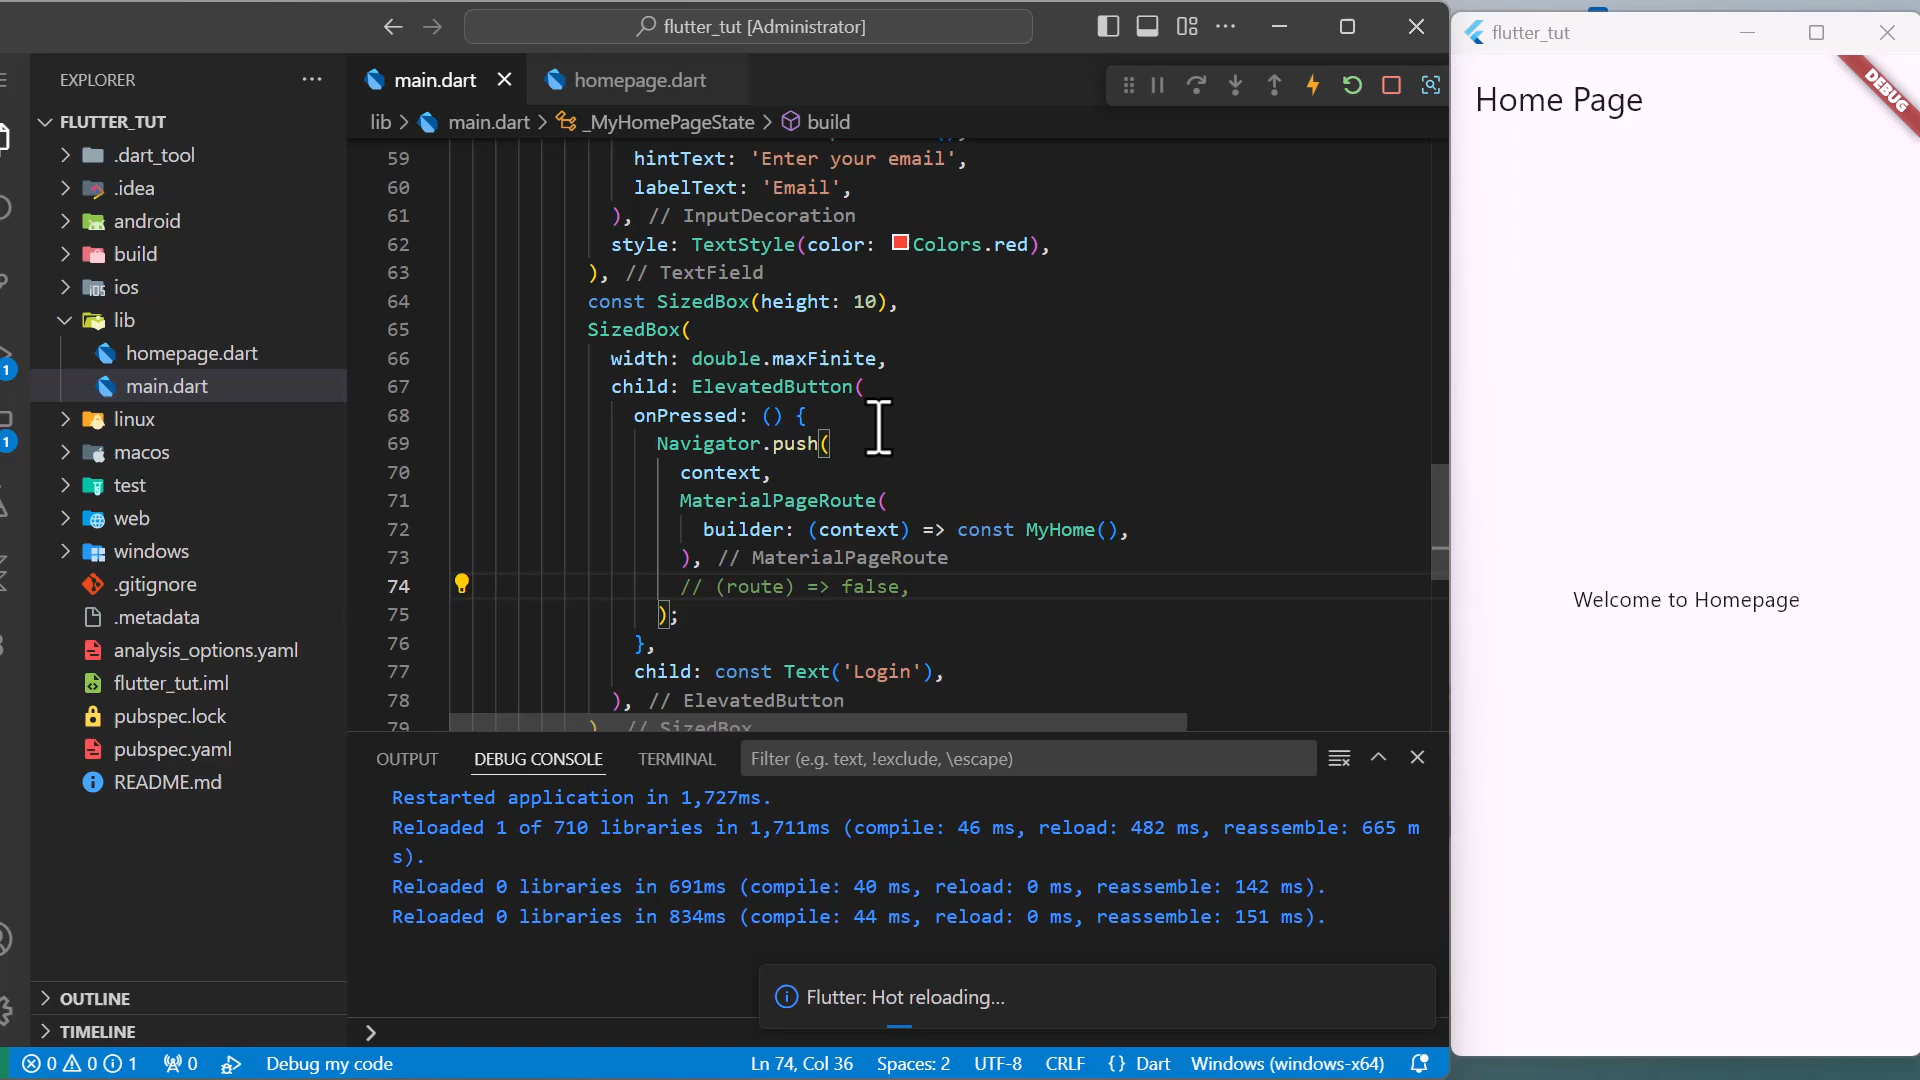 flutter_tut [Administrator]
EXPLORER
FLUTTER_TUT
.dart_tool
.idea
android
build
ios
lib
homepage.dart
main.dart
linux
macos
test
web
windows
.gitignore
.metadata
analysis_options.yaml
flutter_tut.iml
pubspec.lock
pubspec.yaml
README.md
OUTLINE
TIMELINE
1
1
main.dart
homepage.dart
lib > main.dart > _MyHomePageState > build
59 hintText: 'Enter your email',
60 labelText: 'Email',
61 ), // InputDecoration
62 style: TextStyle(color: Colors.red),
63 ), // TextField
64 const SizedBox(height: 10),
65 SizedBox(
66 width: double.maxFinite,
67 child: ElevatedButton(
68 onPressed: () {
69 Navigator.push(
70 context,
71 MaterialPageRoute(
72 builder: (context) => const MyHome(),
73 ), // MaterialPageRoute
74 // (route) => false,
75 );
76 },
77 child: const Text('Login'),
78 ), // ElevatedButton
79 ) // SizedBox
OUTPUT
DEBUG CONSOLE
TERMINAL
Filter (e.g. text, !exclude, \escape)
Restarted application in 1,727ms.
Reloaded 1 of 710 libraries in 1,711ms (compile: 46 ms, reload: 482 ms, reassemble: 665 m
s).
Reloaded 0 libraries in 691ms (compile: 40 ms, reload: 0 ms, reassemble: 142 ms).
Reloaded 0 libraries in 834ms (compile: 44 ms, reload: 0 ms, reassemble: 151 ms).
Flutter: Hot reloading...
0 0 1 0 Debug my code Ln 74, Col 36 Spaces: 2 UTF-8 CRLF {} Dart Windows (windows-x64)
flutter_tut
Home Page
DEBUG
Welcome to Homepage